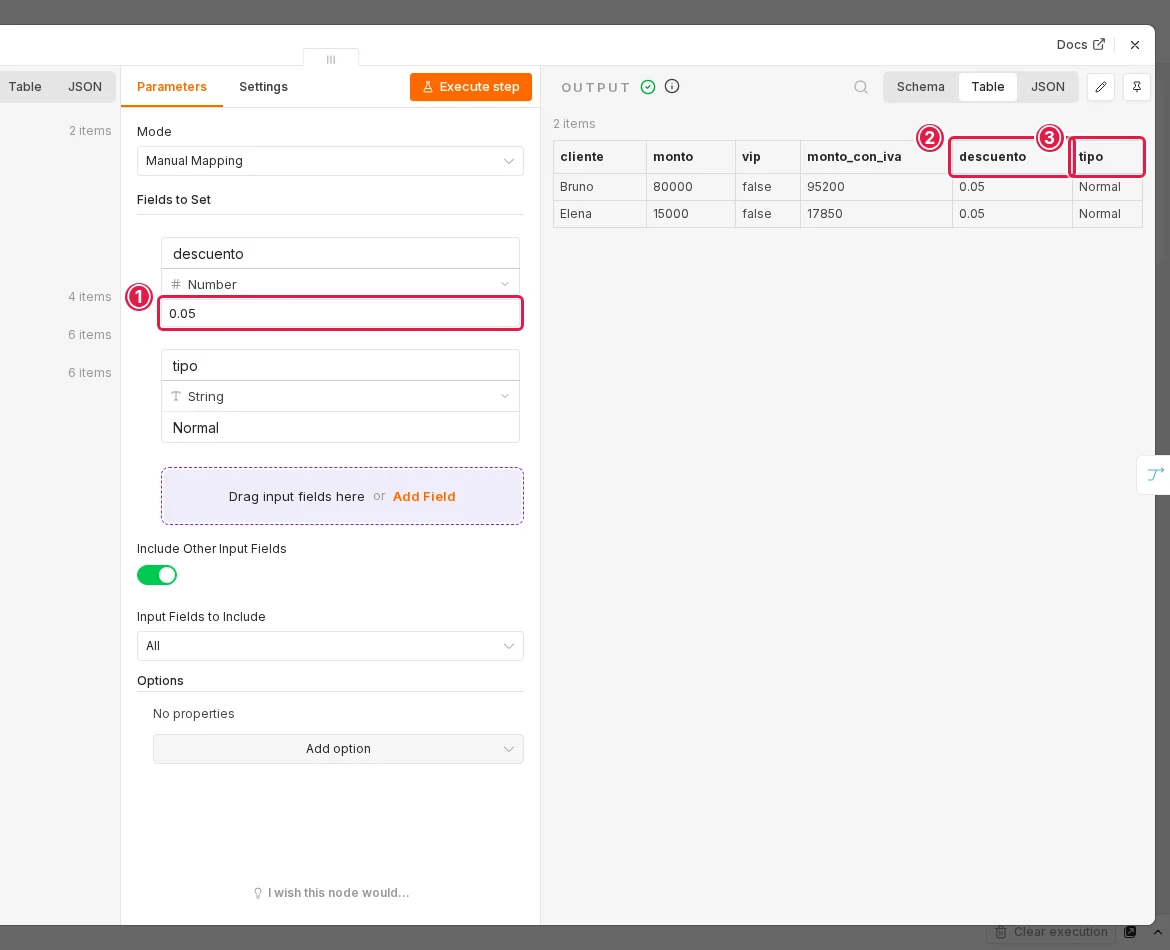 Docs
Table JSON
Parameters Settings Execute step
OUTPUT Schema Table JSON
2 items
4 items
6 items
6 items
Mode
Manual Mapping
Fields to Set
descuento
# Number
1
0.05
tipo
T String
Normal
Drag input fields here or Add Field
Include Other Input Fields
Input Fields to Include
All
Options
No properties
Add option
I wish this node would...
2 items
2 3
cliente monto vip monto_con_iva descuento tipo
Bruno 80000 false 95200 0.05 Normal
Elena 15000 false 17850 0.05 Normal
Clear execution